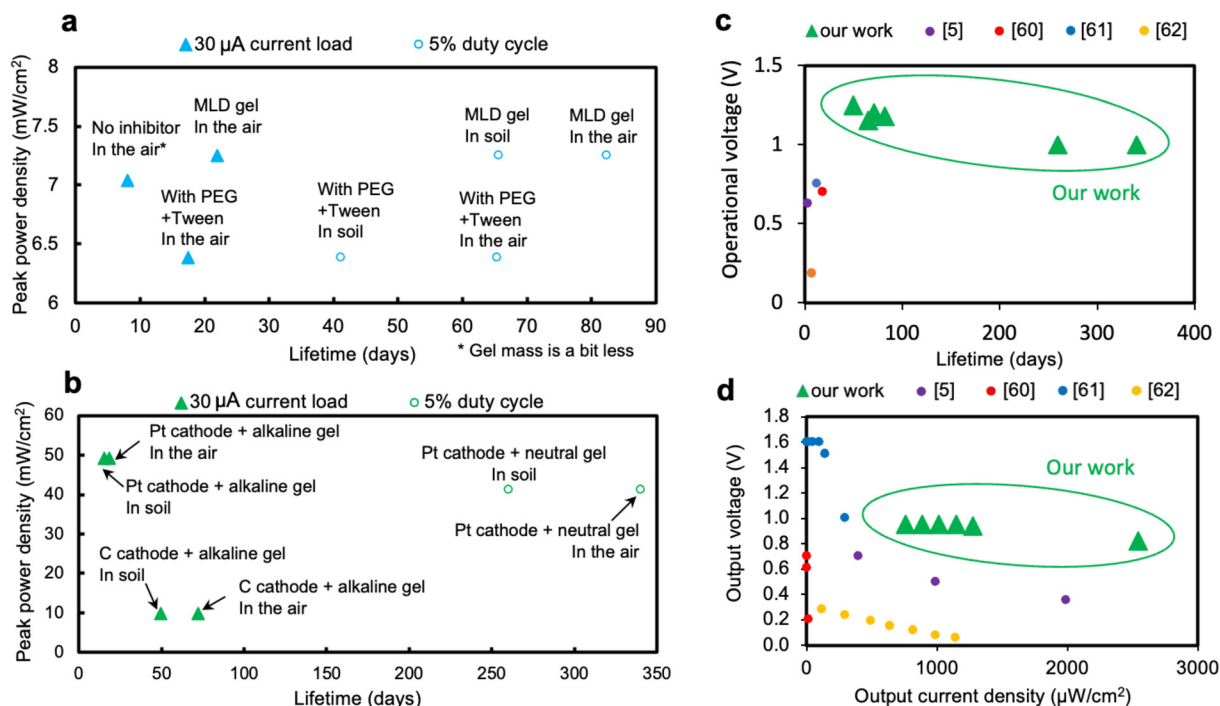 a
30 µA current load
5% duty cycle
Peak power density (mW/cm²)
8
7.5
7
6.5
6
No inhibitor
In the air*
MLD gel
In the air
With PEG
+Tween
In the air
With PEG
+Tween
In soil
MLD gel
In soil
With PEG
+Tween
In the air
MLD gel
In the air
0 10 20 30 40 50 60 70 80 90
Lifetime (days)
* Gel mass is a bit less
b
30 µA current load
5% duty cycle
Peak power density (mW/cm²)
60
50
40
30
20
10
0
Pt cathode + alkaline gel
In the air
Pt cathode + alkaline gel
In soil
C cathode + alkaline gel
In soil
C cathode + alkaline gel
In the air
Pt cathode + neutral gel
In soil
Pt cathode + neutral gel
In the air
0 50 100 150 200 250 300 350
Lifetime (days)
c
our work [5] [60] [61] [62]
Operational voltage (V)
1.5
1
0.5
0
Our work
0 100 200 300 400
Lifetime (days)
d
our work [5] [60] [61] [62]
Output voltage (V)
1.8
1.6
1.4
1.2
1.0
0.8
0.6
0.4
0.2
0.0
Our work
0 1000 2000 3000
Output current density (µW/cm²)